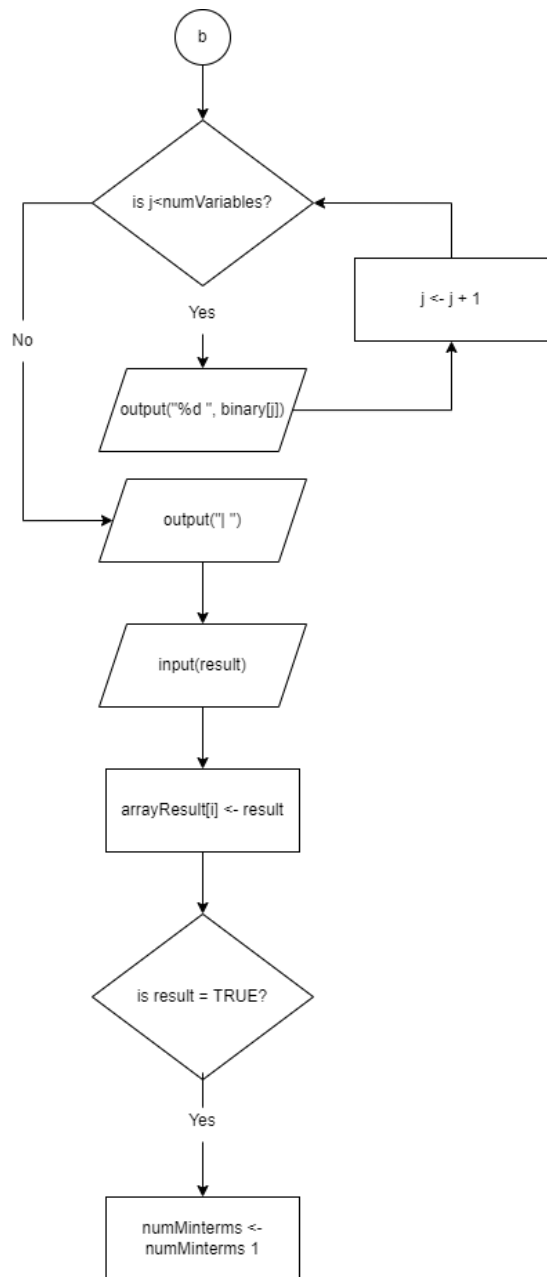 b
is j<numVariables?
j <- j + 1
Yes
No
output("%d ", binary[j])
output("| ")
input(result)
arrayResult[i] <- result
is result = TRUE?
Yes
numMinterms <-
numMinterms 1